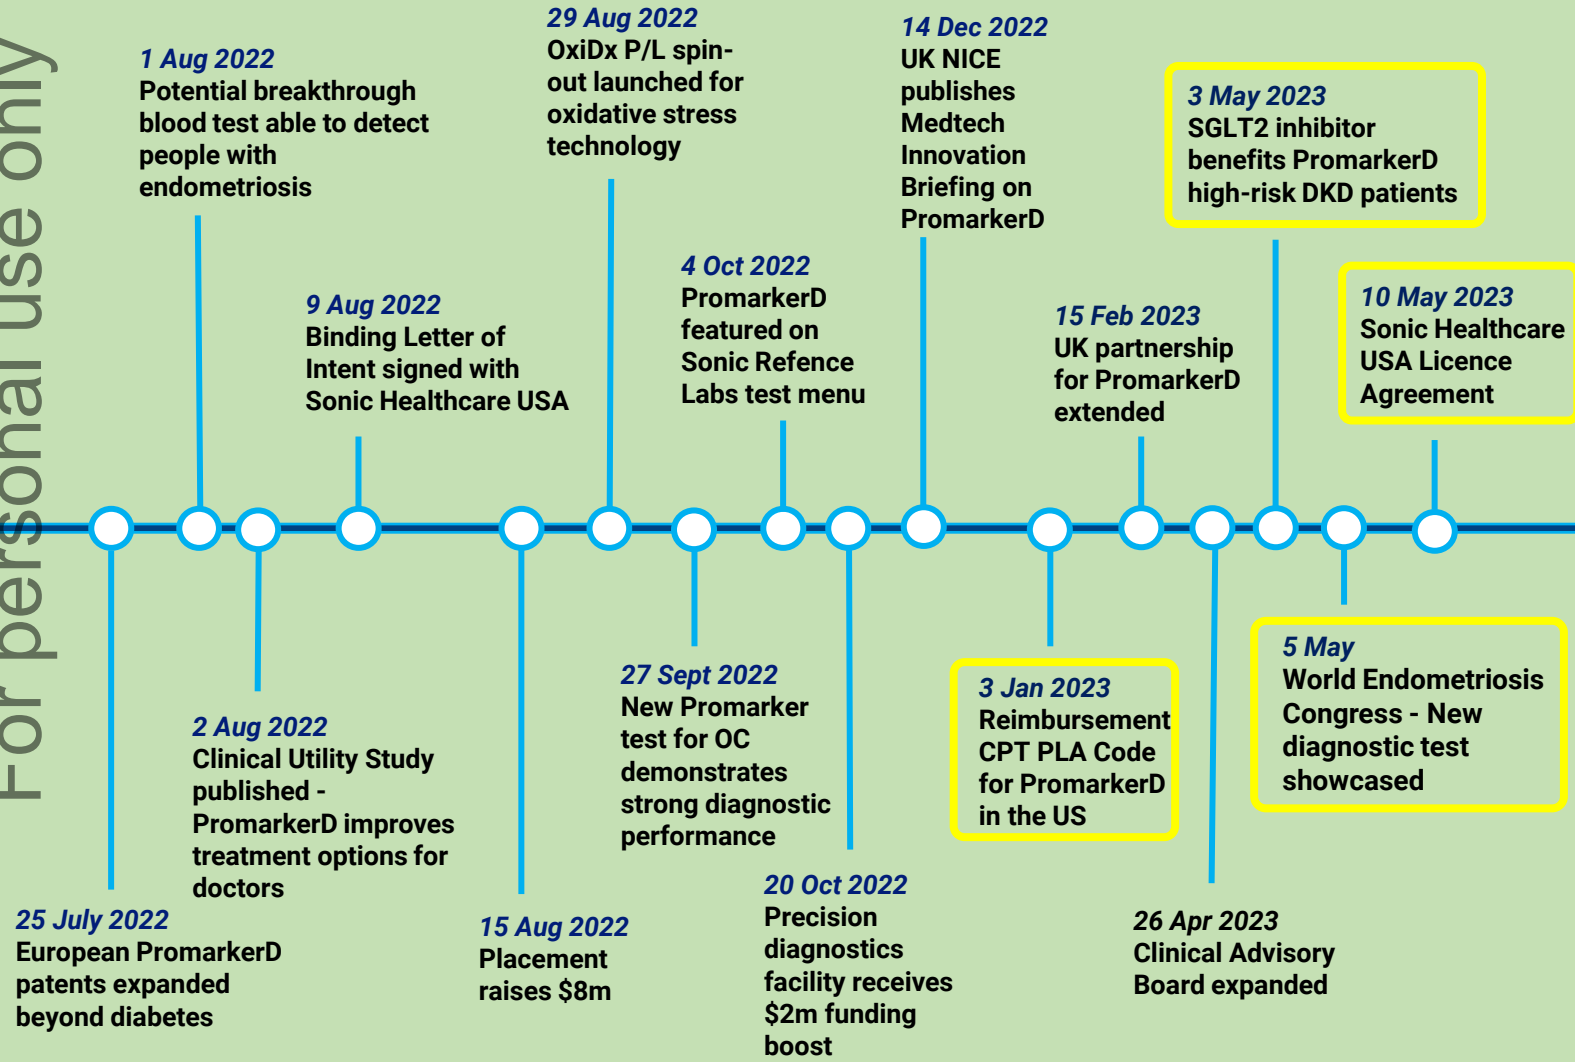 For personal use only
1 Aug 2022
Potential breakthrough
blood test able to detect
people with
endometriosis
29 Aug 2022
OxiDx P/L spin-
out launched for
oxidative stress
technology
14 Dec 2022
UK NICE
publishes
Medtech
Innovation
Briefing on
PromarkerD
3 May 2023
SGLT2 inhibitor
benefits PromarkerD
high-risk DKD patients
9 Aug 2022
Binding Letter of
Intent signed with
Sonic Healthcare USA
4 Oct 2022
PromarkerD
featured on
Sonic Refence
Labs test menu
15 Feb 2023
UK partnership
for PromarkerD
extended
10 May 2023
Sonic Healthcare
USA Licence
Agreement
25 July 2022
European PromarkerD
patents expanded
beyond diabetes
2 Aug 2022
Clinical Utility Study
published -
PromarkerD improves
treatment options for
doctors
15 Aug 2022
Placement
raises $8m
27 Sept 2022
New Promarker
test for OC
demonstrates
strong diagnostic
performance
20 Oct 2022
Precision
diagnostics
facility receives
$2m funding
boost
3 Jan 2023
Reimbursement
CPT PLA Code
for PromarkerD
in the US
26 Apr 2023
Clinical Advisory
Board expanded
5 May
World Endometriosis
Congress - New
diagnostic test
showcased